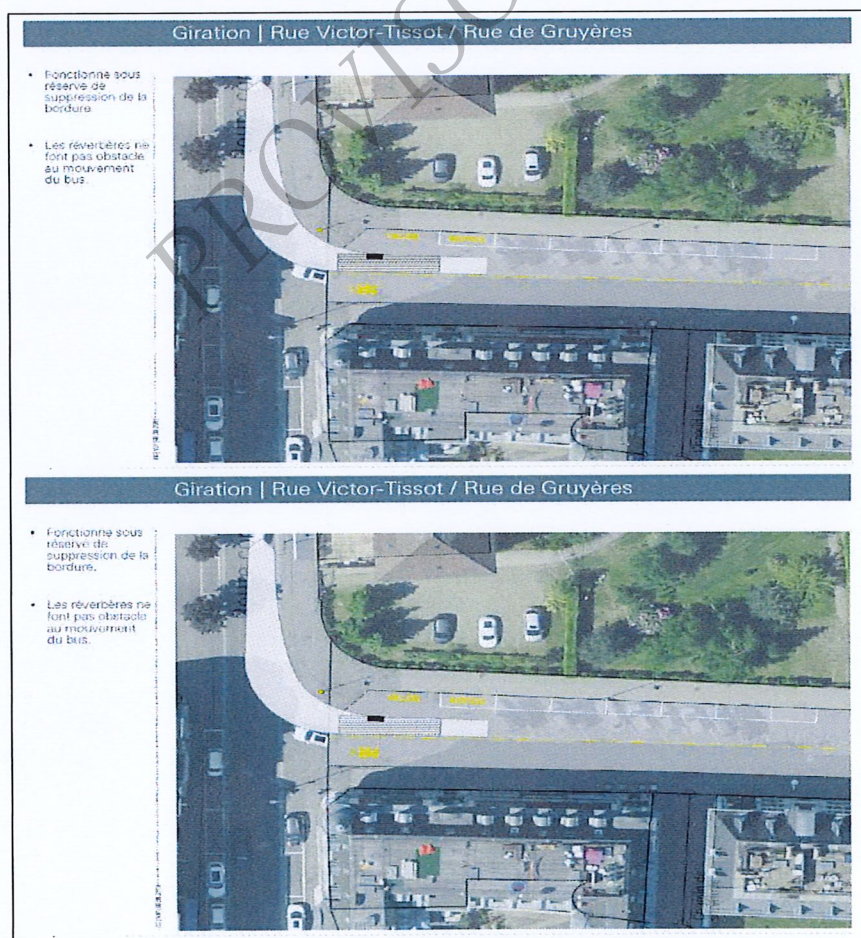 Giration | Rue Victor-Tissot / Rue de Gruyères
• Fonctionne sous
réserve de
suppression de la
bordure.
• Les réverbères ne
font pas obstacle
au mouvement
du bus.
PROVISO
Giration | Rue Victor-Tissot / Rue de Gruyères
• Fonctionne sous
réserve de
suppression de la
bordure.
• Les réverbères ne
font pas obstacle
au mouvement
du bus.